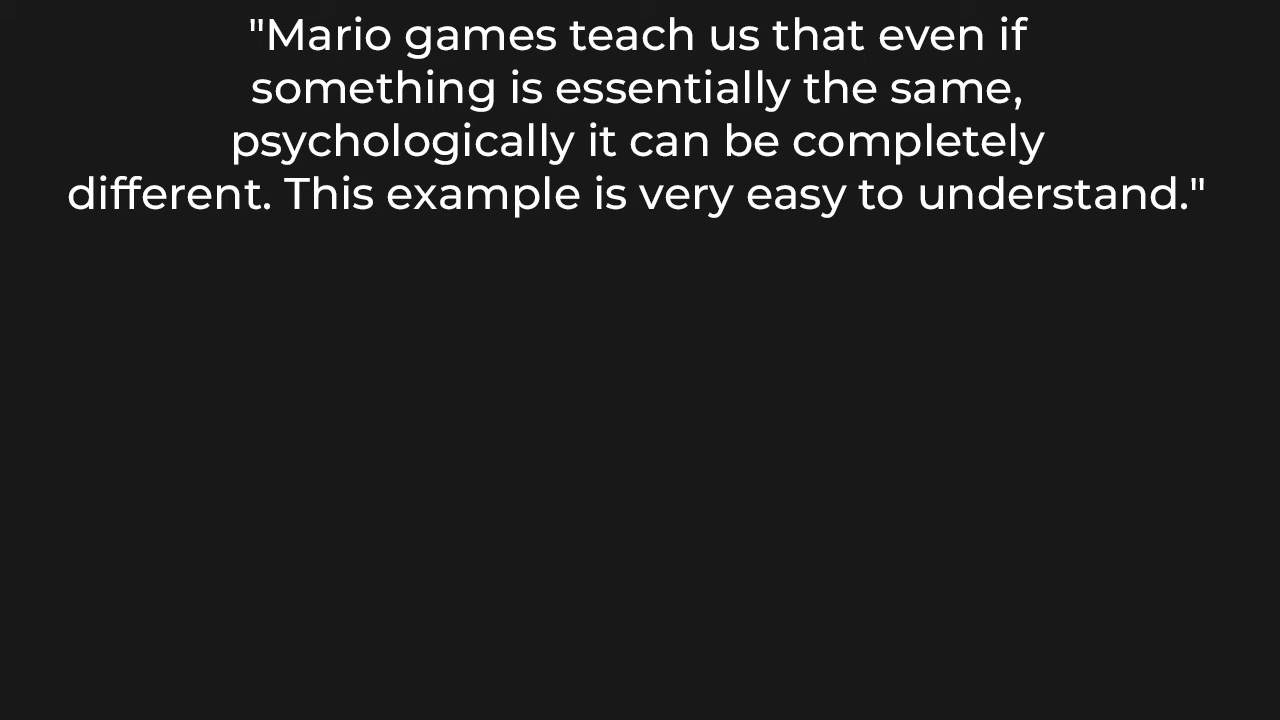 "Mario games teach us that even if
something is essentially the same,
psychologically it can be completely
different. This example is very easy to understand."